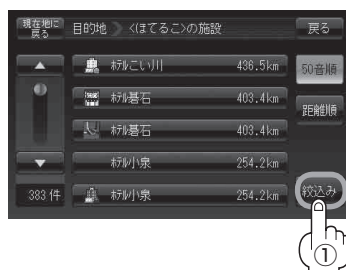 現在地に
戻る
目的地 <ほてるこ>の施設
戻る
ホテルこい川 436.5km
50音順
ホテル碁石 403.4km
距離順
ホテル碁石 403.4km
ホテル小泉 254.2km
383 件
ホテル小泉 254.2km
絞込み
①